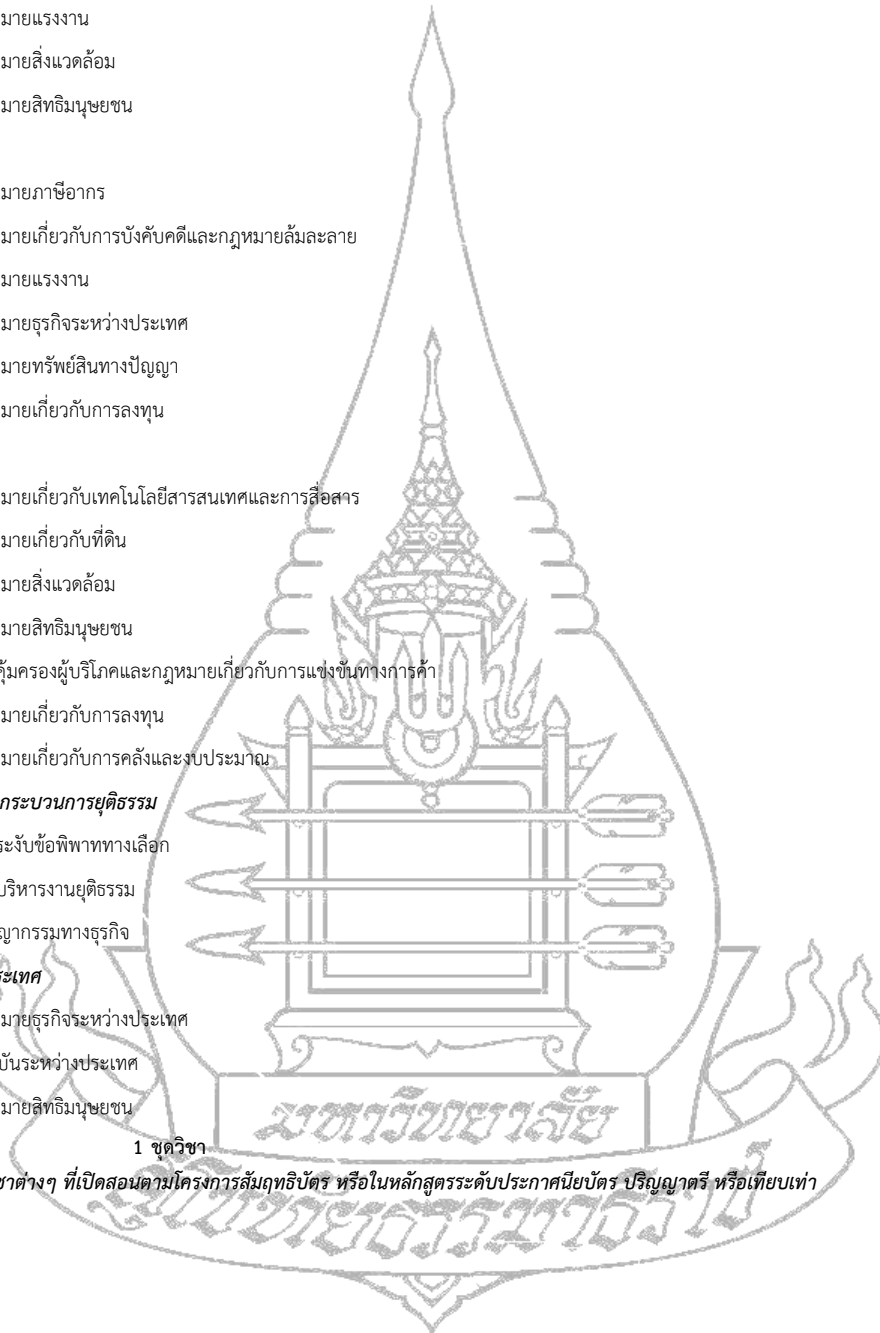 มายแรงงาน
มายสิ่งแวดล้อม
มายสิทธิมนุษยชน
มายภาษีอากร
มายเกี่ยวกับการบังคับคดีและกฎหมายล้มละลาย
มายแรงงาน
มายธุรกิจระหว่างประเทศ
มายทรัพย์สินทางปัญญา
มายเกี่ยวกับการลงทุน
มายเกี่ยวกับเทคโนโลยีสารสนเทศและการสื่อสาร
มายเกี่ยวกับที่ดิน
มายสิ่งแวดล้อม
มายสิทธิมนุษยชน
คุ้มครองผู้บริโภคและกฎหมายเกี่ยวกับการแข่งขันทางการค้า
มายเกี่ยวกับการลงทุน
มายเกี่ยวกับการคลังและงบประมาณ
กระบวนการยุติธรรม
ระงับข้อพิพาททางเลือก
บริหารงานยุติธรรม
ญากรรมทางธุรกิจ
ระเทศ
มายธุรกิจระหว่างประเทศ
บันระหว่างประเทศ
มายสิทธิมนุษยชน
มหาวิทยาลัย
1 ชุดวิชา
ชาต่างๆ ที่เปิดสอนตามโครงการสัมฤทธิบัตร หรือในหลักสูตรระดับประกาศนียบัตร ปริญญาตรี หรือเทียบเท่า
สุโขทัยธรรมาธิราช